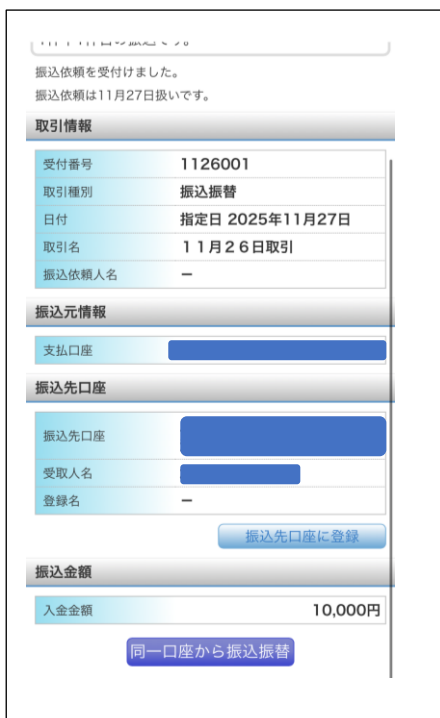 振込依頼を受付けました。
振込依頼は11月27日扱いです。
取引情報
受付番号 1126001
取引種別 振込振替
日付 指定日 2025年11月27日
取引名 １１月２６日取引
振込依頼人名 －
振込元情報
支払口座
振込先口座
振込先口座
受取人名
登録名 －
振込先口座に登録
振込金額
入金金額 10,000円
同一口座から振込振替